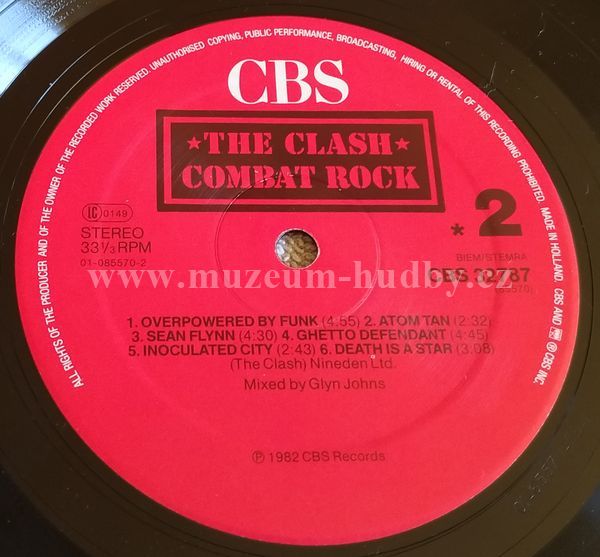 ALL RIGHTS OF THE PRODUCER AND OF THE OWNER OF THE RECORDED WORK RESERVED. UNAUTHORISED COPYING, PUBLIC PERFORMANCE, BROADCASTING, HIRING OR RENTAL OF THIS RECORDING PROHIBITED. MADE IN HOLLAND. CBS AND ® CBS INC.
CBS
★THE CLASH★
COMBAT ROCK
LC 0149
STEREO
33⅓ RPM
01-085570-2
* 2
BIEM/STEMRA
CBS 32787
(85570)
www.muzeum-hudby.cz
1. OVERPOWERED BY FUNK (4:55) 2. ATOM TAN (2:32)
3. SEAN FLYNN (4:30) 4. GHETTO DEFENDANT (4:45)
5. INOCULATED CITY (2:43) 6. DEATH IS A STAR (3:08)
(The Clash) Nineden Ltd.
Mixed by Glyn Johns
℗ 1982 CBS Records